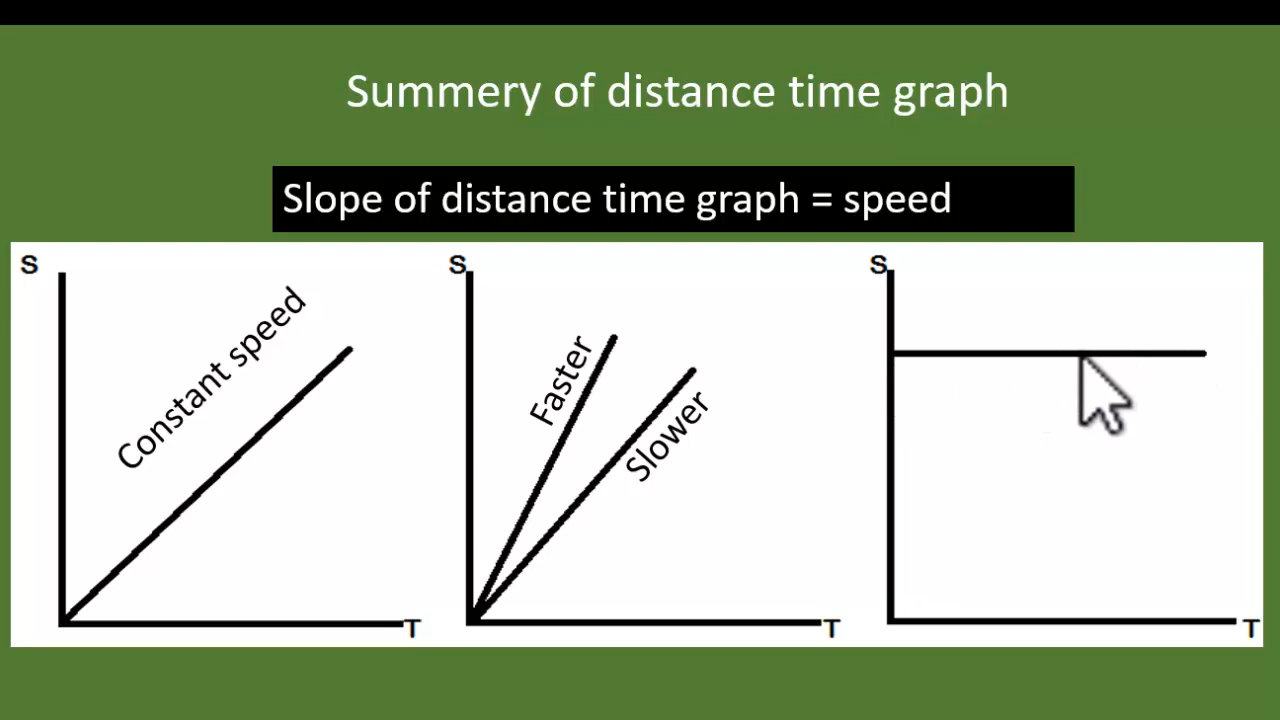 Summery of distance time graph
Slope of distance time graph = speed
S
Constant speed
T
S
Faster
Slower
T
S
T